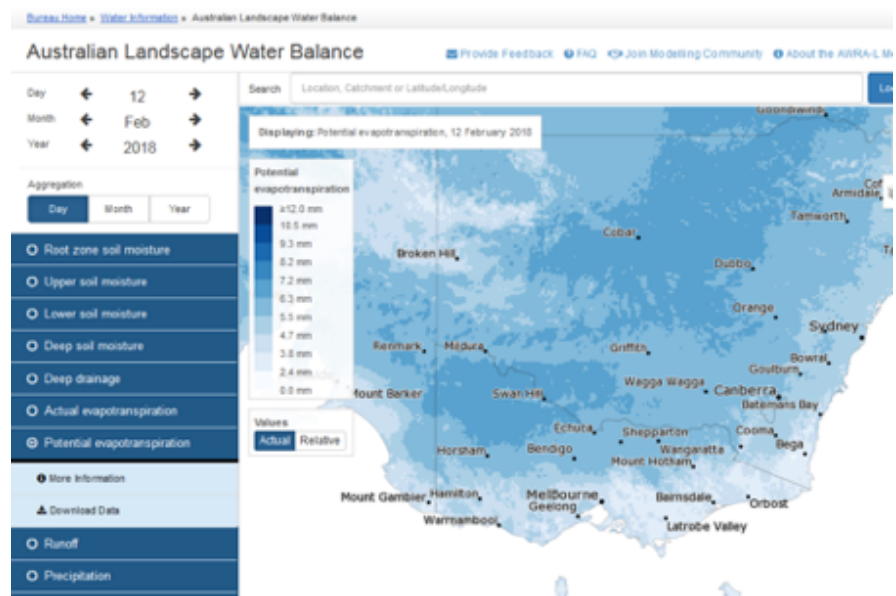 Bureau Home » Water Information » Australian Landscape Water Balance
Australian Landscape Water Balance
Provide Feedback FAQ Join Modelling Community About the AWRA-L
Day 12
Month Feb
Year 2018
Aggregation
Day Month Year
Root zone soil moisture
Upper soil moisture
Lower soil moisture
Deep soil moisture
Deep drainage
Actual evapotranspiration
Potential evapotranspiration
More Information
Download Data
Runoff
Precipitation
Search Location, Catchment or Latitude/Longitude
Displaying: Potential evapotranspiration, 12 February 2018
Potential
evapotranspiration
≥12.0 mm
10.5 mm
9.3 mm
8.2 mm
7.2 mm
6.3 mm
5.5 mm
4.7 mm
3.8 mm
2.4 mm
0.0 mm
Values
Actual Relative
Goondiwindi
Armidale
Tamworth
Cobar
Broken Hill
Dubbo
Orange
Sydney
Renmark
Mildura
Griffith
Bowral
Goulburn
Mount Barker
Swan Hill
Wagga Wagga
Canberra
Batemans Bay
Echuca
Shepparton
Cooma
Horsham
Bendigo
Wangaratta
Bega
Mount Hotham
Mount Gambier
Hamilton
Melbourne
Bairnsdale
Orbost
Geelong
Warrnambool
Latrobe Valley